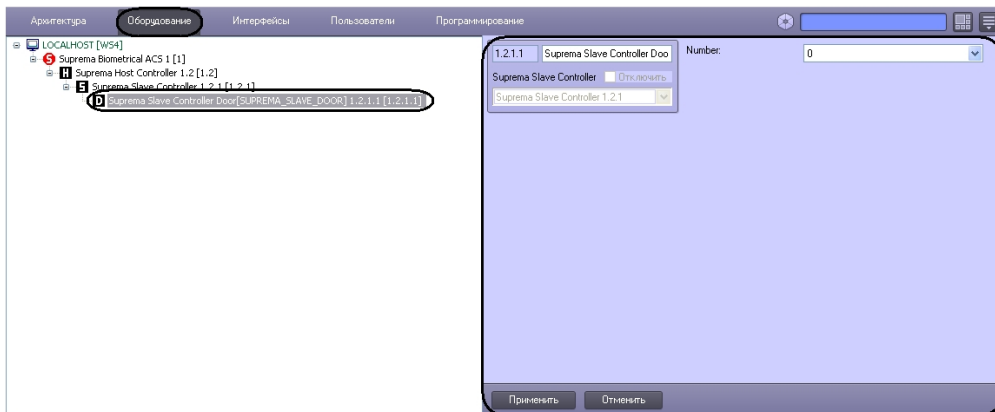 Архитектура Оборудование Интерфейсы Пользователи Программирование
LOCALHOST [WS4]
S Suprema Biometrical ACS 1 [1]
H Suprema Host Controller 1.2 [1.2]
S Suprema Slave Controller 1.2.1 [1.2.1]
D Suprema Slave Controller Door[SUPREMA_SLAVE_DOOR] 1.2.1.1 [1.2.1.1]
1.2.1.1 Suprema Slave Controller Doo Number: 0
Suprema Slave Controller Отключить
Suprema Slave Controller 1.2.1
Применить Отменить